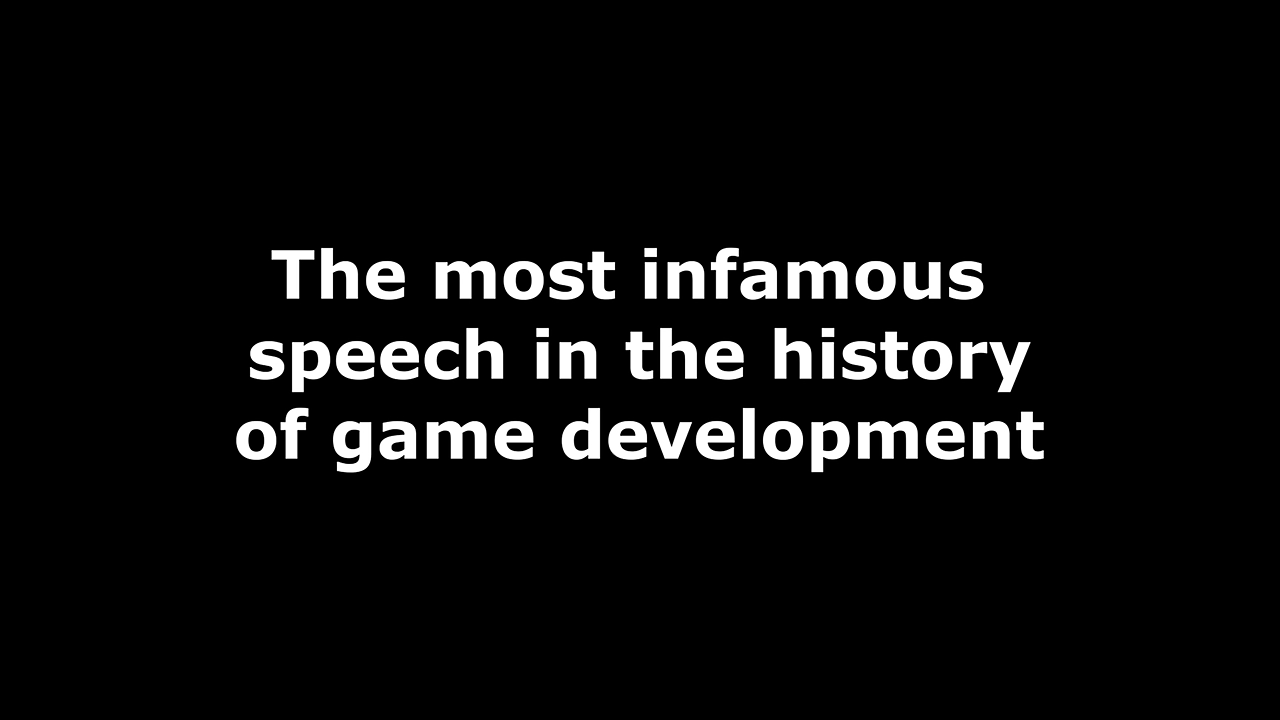 The most infamous
speech in the history
of game development